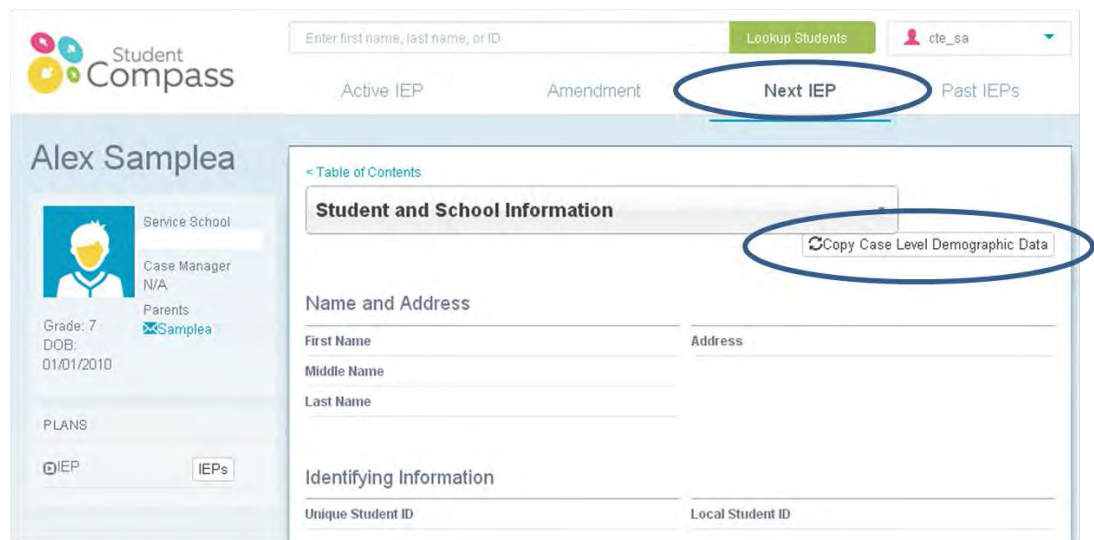 Student
Compass
Enter first name, last name, or ID
Lookup Students
cte_sa
Active IEP
Amendment
Next IEP
Past IEPs
Alex Samplea
Service School
Case Manager
N/A
Parents
Samplea
Grade: 7
DOB:
01/01/2010
PLANS
IEP
IEPs
< Table of Contents
Student and School Information
Copy Case Level Demographic Data
Name and Address
First Name
Address
Middle Name
Last Name
Identifying Information
Unique Student ID
Local Student ID